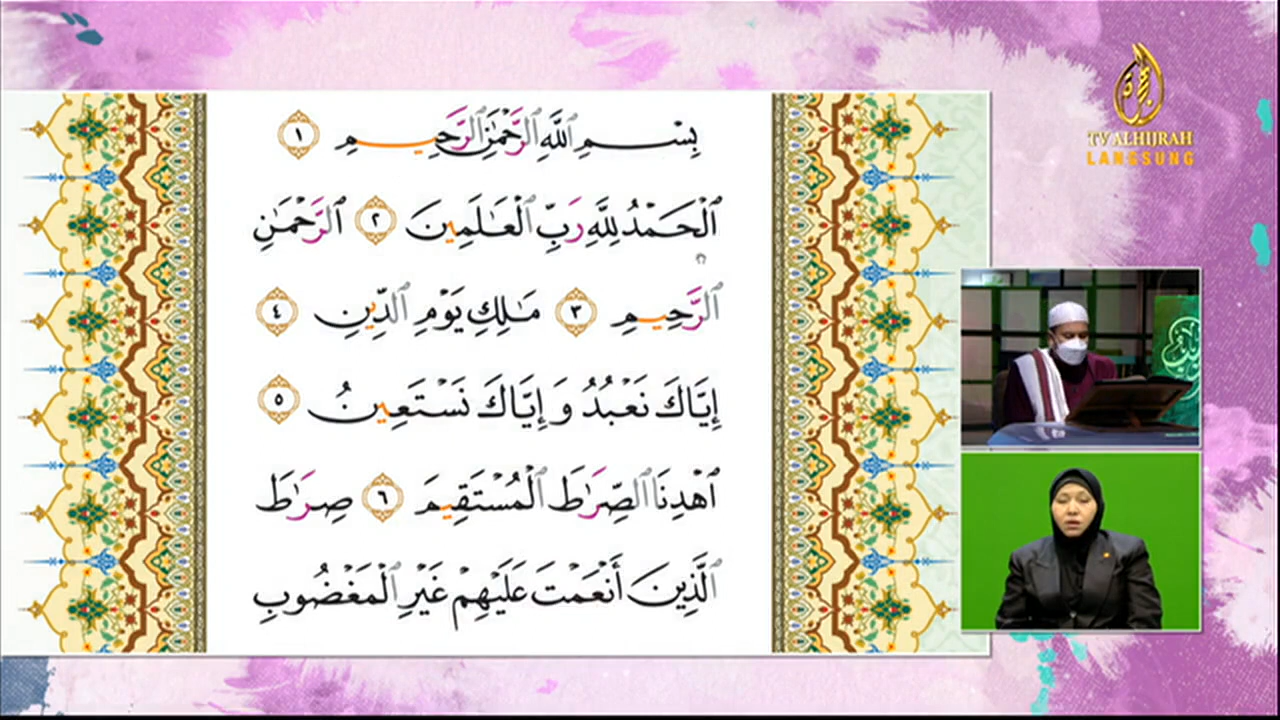 بِسْمِ ٱللَّهِ ٱلرَّحْمَٰنِ ٱلرَّحِيمِ ١
ٱلْحَمْدُ لِلَّهِ رَبِّ ٱلْعَٰلَمِينَ ٢ ٱلرَّحْمَٰنِ
ٱلرَّحِيمِ ٣ مَٰلِكِ يَوْمِ ٱلدِّينِ ٤
إِيَّاكَ نَعْبُدُ وَإِيَّاكَ نَسْتَعِينُ ٥
ٱهْدِنَا ٱلصِّرَٰطَ ٱلْمُسْتَقِيمَ ٦ صِرَٰطَ
ٱلَّذِينَ أَنْعَمْتَ عَلَيْهِمْ غَيْرِ ٱلْمَغْضُوبِ
TV ALHIJRAH
LANGSUNG